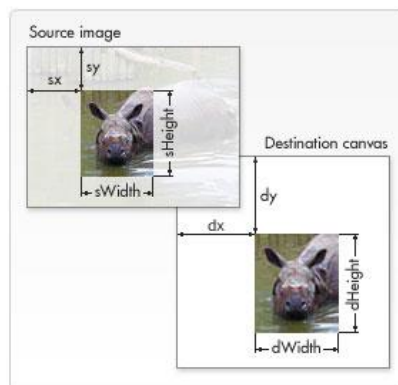 Source image
sy
sx
sHeight
sWidth
Destination canvas
dy
dx
dHeight
dWidth